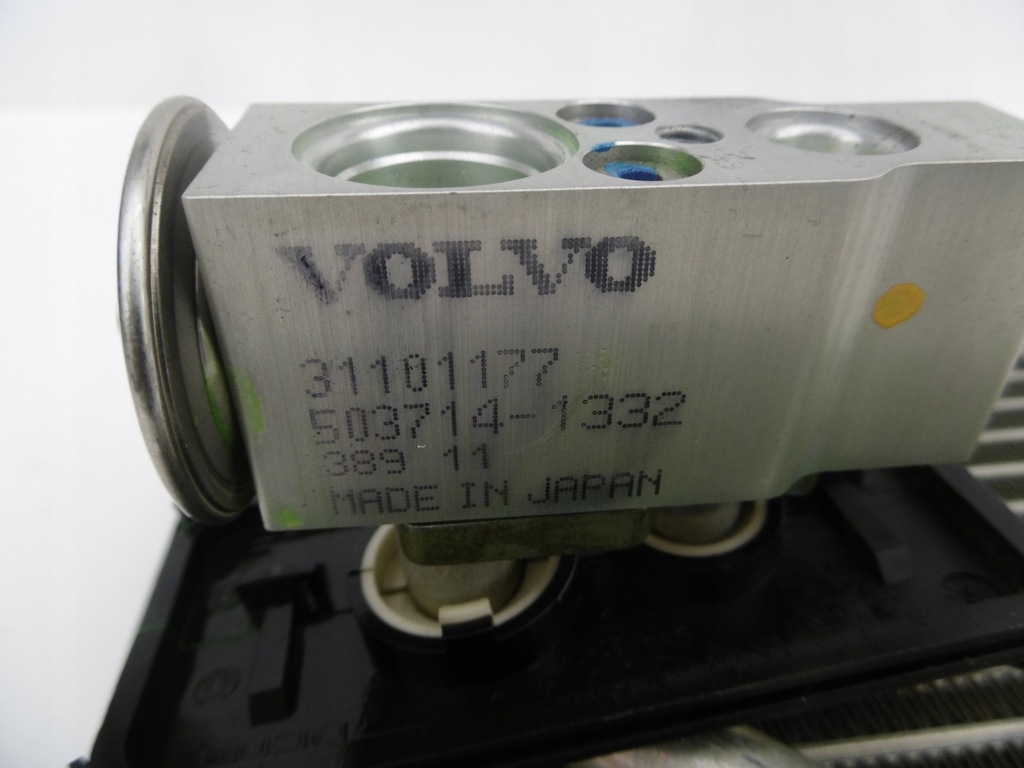 VOLVO
31101177
503714-1332
389 11
MADE IN JAPAN